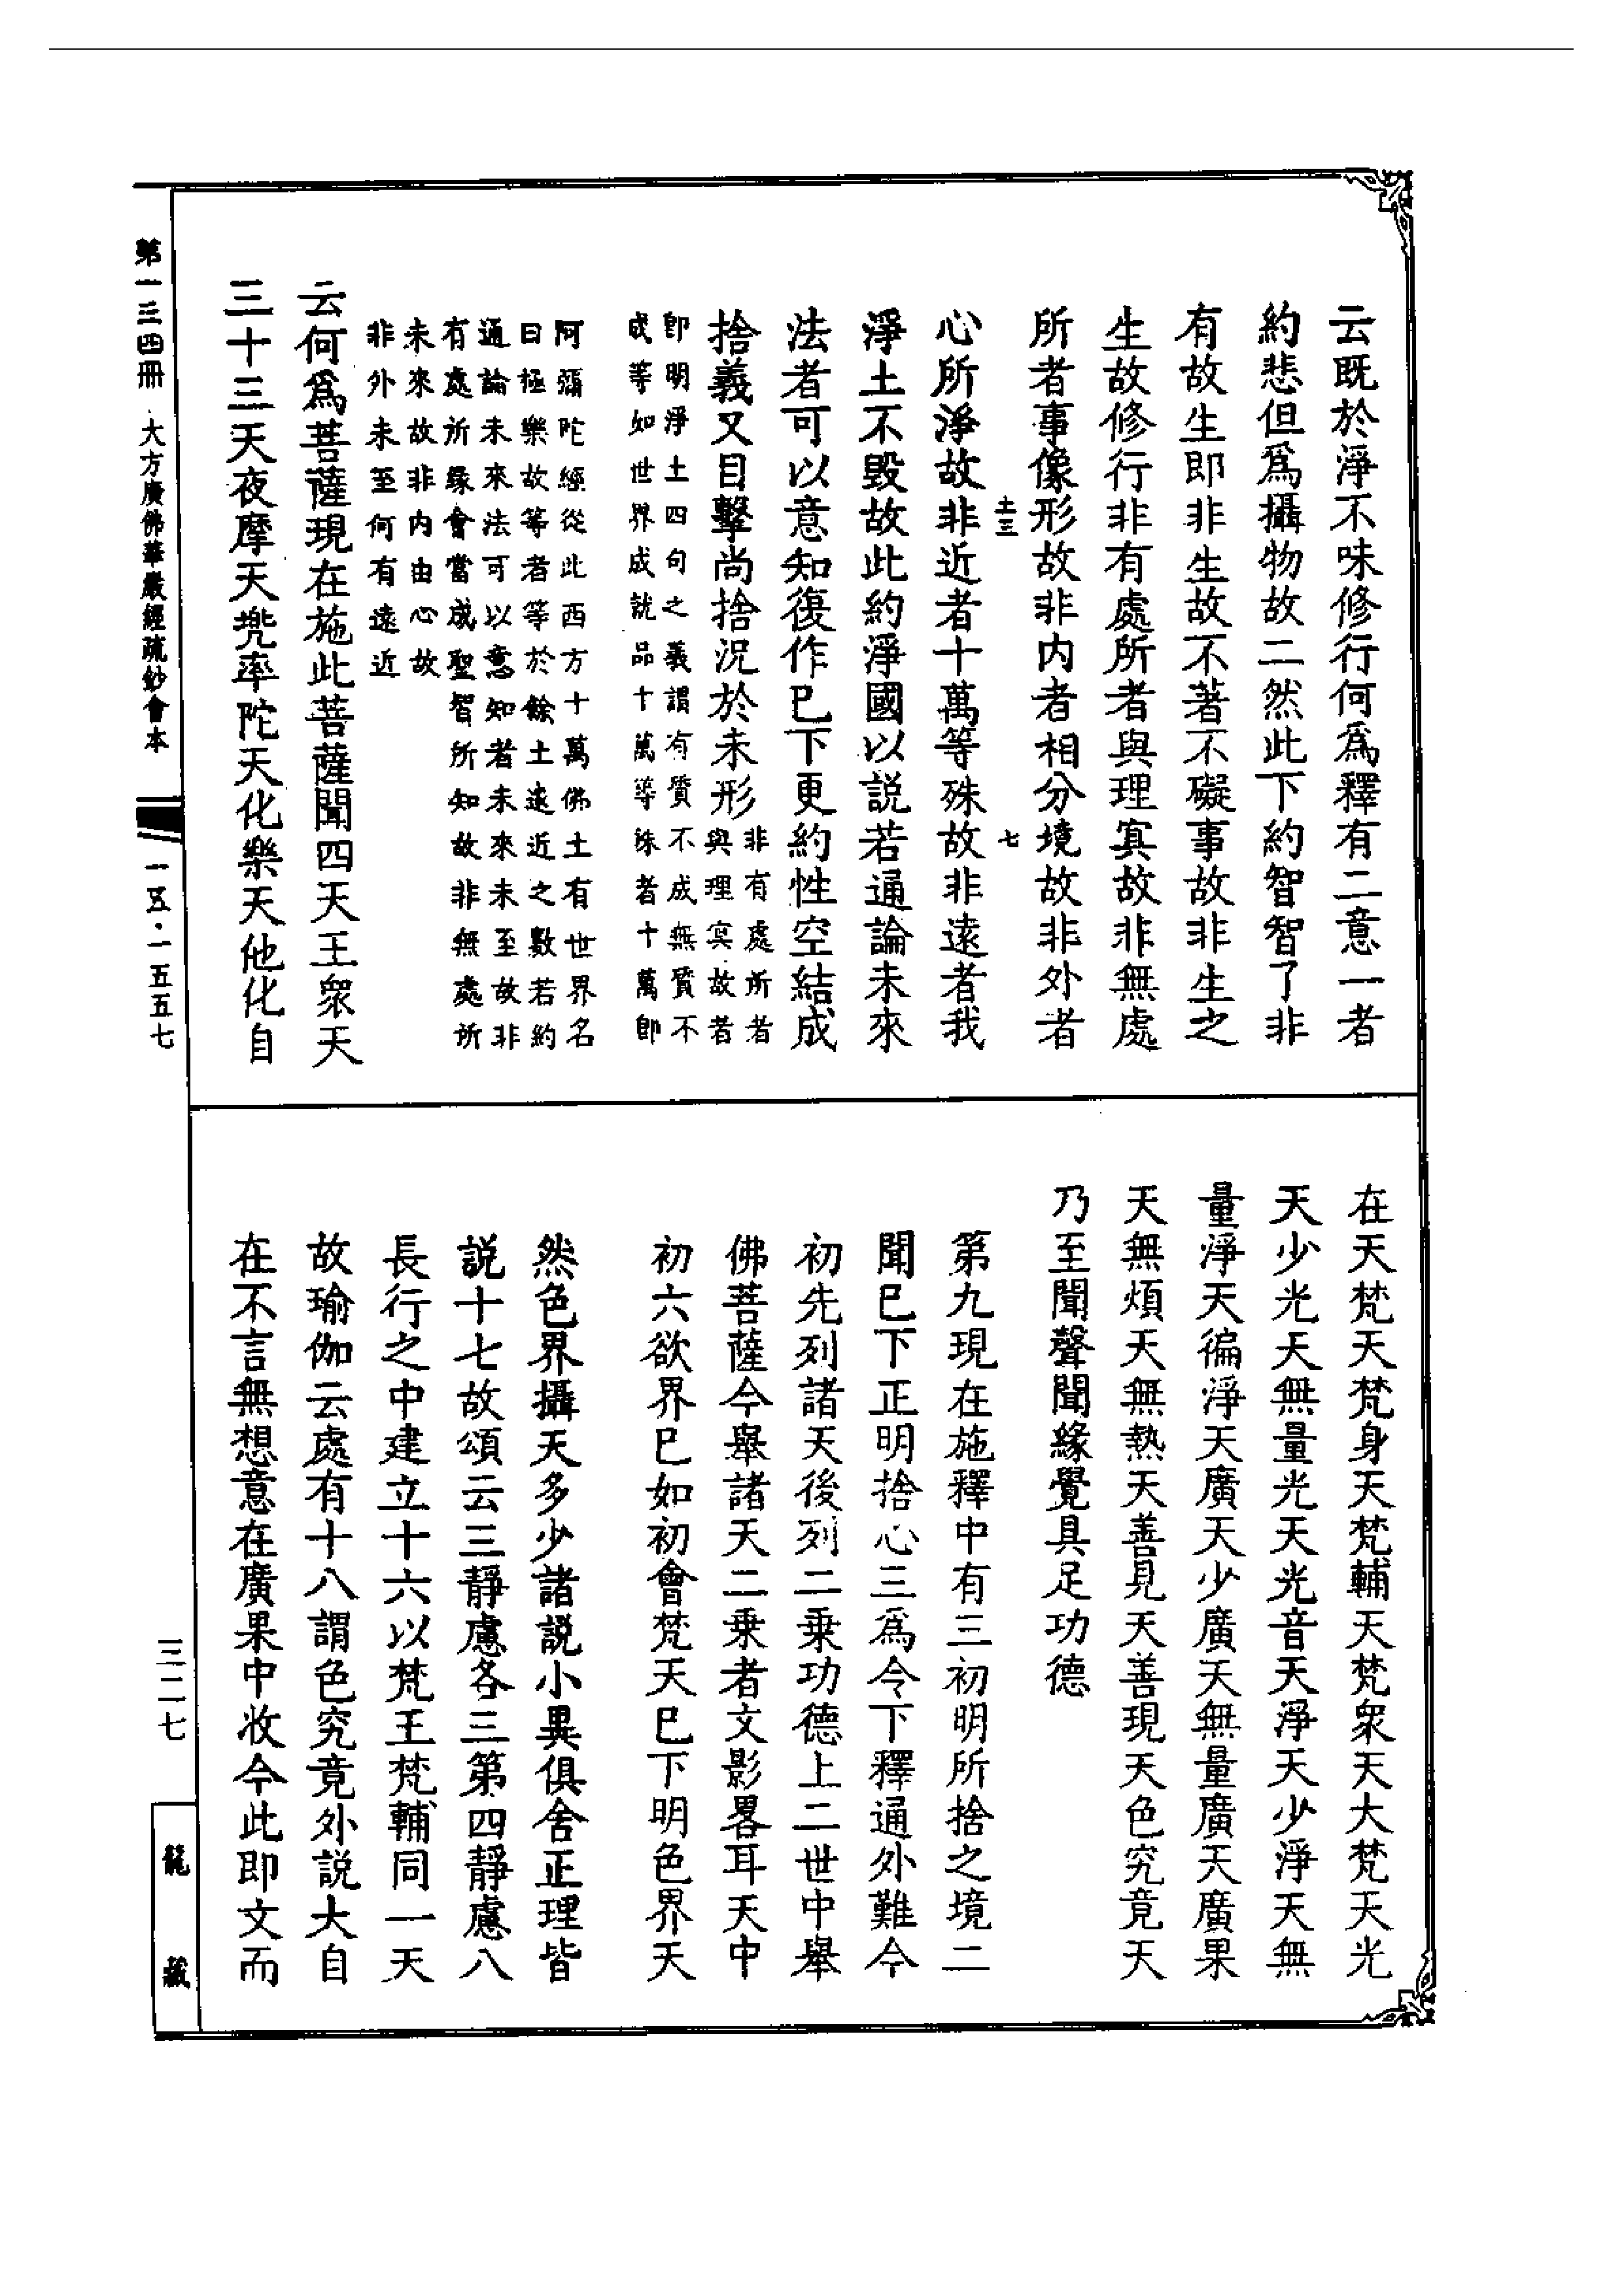 云既於淨不味修行何爲釋有二意一者
約悲但爲攝物故二然此下約智智了非
有故生即非生故不著不礙事故非生之
生故修行非有處所者與理冥故非無處
所者事像形故非内者相分境故非外者
十三 七
心所淨故非近者十萬等殊故非遠者我
淨土不毀故此約淨國以説若通論未來
法者可以意知復作巳下更約性空結成
捨義又目擊尚捨況於未形
非有處所者
與理冥故者
即明淨土四句之義謂有質不成無質不
成等如世界成就品十萬等殊者十萬即
阿彌陀經從此西方十萬佛土有世界名
曰極樂故等者等於餘土遠近之數若約
通論未來法可以意知者未來未至故非
有處所緣會當成聖智所知故非無處所
未來故非内由心故
非外未至何有遠近
云何爲菩薩現在施此菩薩聞四天王衆天
三十三天夜摩天兠率陀天化樂天他化自
在天梵天梵身天梵輔天梵衆天大梵天光
天少光天無量光天光音天淨天少淨天無
量淨天徧淨天廣天少廣天無量廣天廣果
天無煩天無熱天善見天善現天色究竟天
乃至聞聲聞緣覺具足功德
第九現在施釋中有三初明所捨之境二
聞巳下正明捨心三爲令下釋通外難今
初先列諸天後列二乗功德上二世中舉
佛菩薩今舉諸天二乗者文影畧耳天中
初六欲界巳如初會梵天巳下明色界天
然色界攝天多少諸説小異俱舍正理皆
説十七故頌云三靜慮各三第四靜慮八
長行之中建立十六以梵王梵輔同一天
故瑜伽云處有十八謂色究竟外説大自
在不言無想意在廣果中收今此即文而
第一三四冊 大方廣佛華嚴經疏鈔會本
一五·一五五七
三二七
龍藏